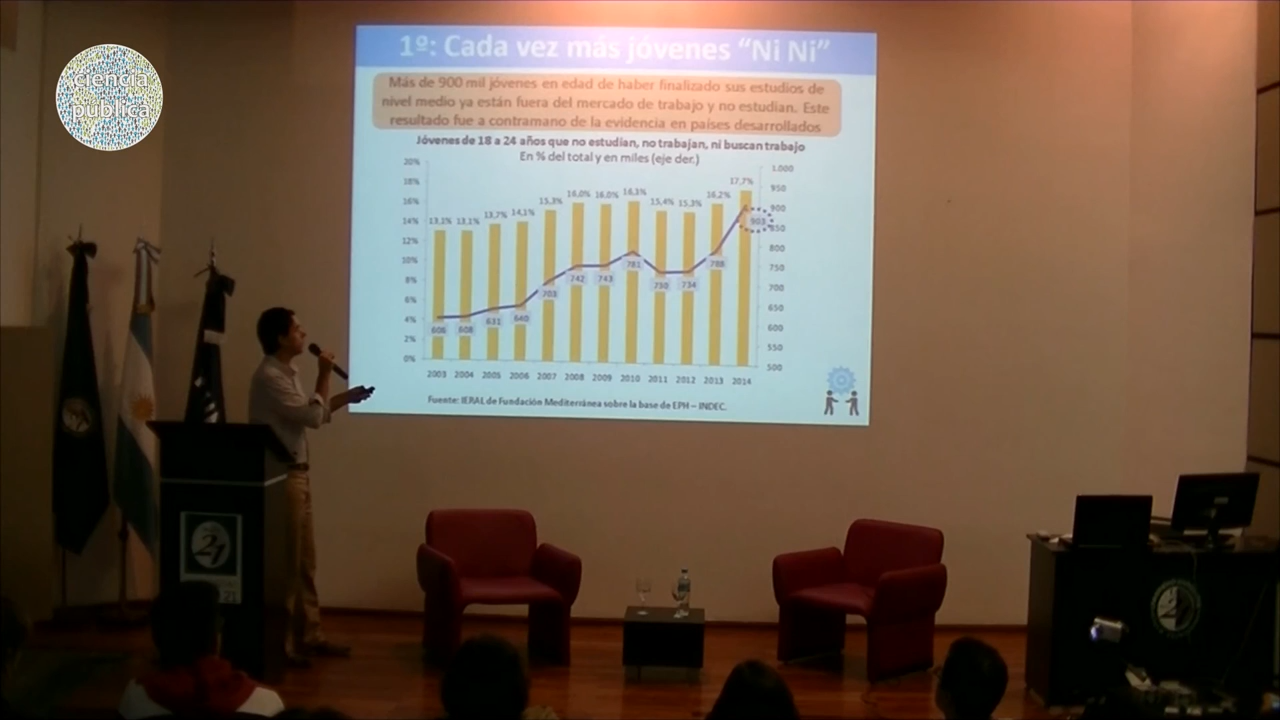 ciencia
pública
1º: Cada vez más jóvenes “Ni Ni”
Más de 900 mil jóvenes en edad de haber finalizado sus estudios de
nivel medio ya están fuera del mercado de trabajo y no estudian. Este
resultado fue a contramano de la evidencia en países desarrollados
Jóvenes de 18 a 24 años que no estudian, no trabajan, ni buscan trabajo
En % del total y en miles (eje der.)
20%
18%
16%
14%
12%
10%
8%
6%
4%
2%
0%
13,1% 13,1% 13,7% 14,1% 15,3% 16,0% 16,0% 16,3% 15,4% 15,3% 16,2% 17,7%
606 608 631 640 703 742 743 781 730 734 788 903
1.000
950
900
850
800
750
700
650
600
550
500
2003 2004 2005 2006 2007 2008 2009 2010 2011 2012 2013 2014
Fuente: IERAL de Fundación Mediterránea sobre la base de EPH – INDEC.
21